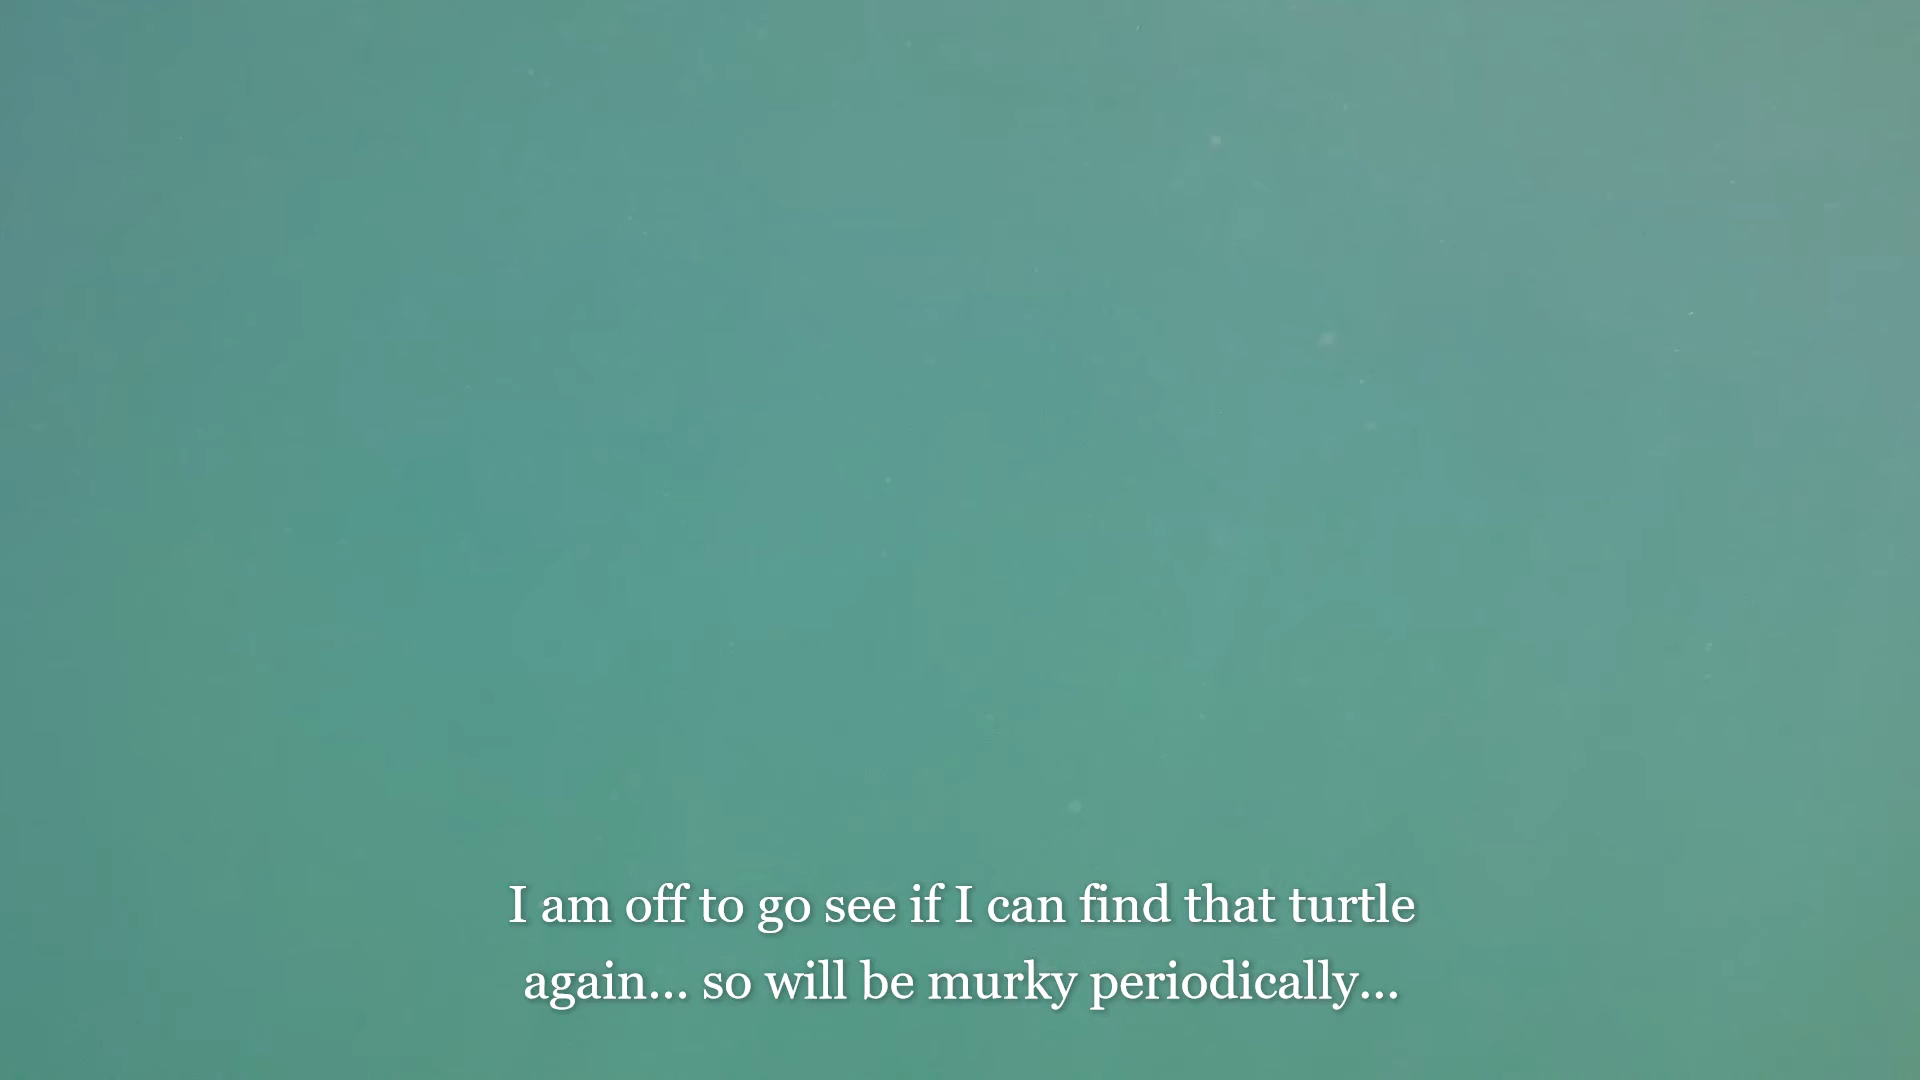 I am off to go see if I can find that turtle
again... so will be murky periodically...